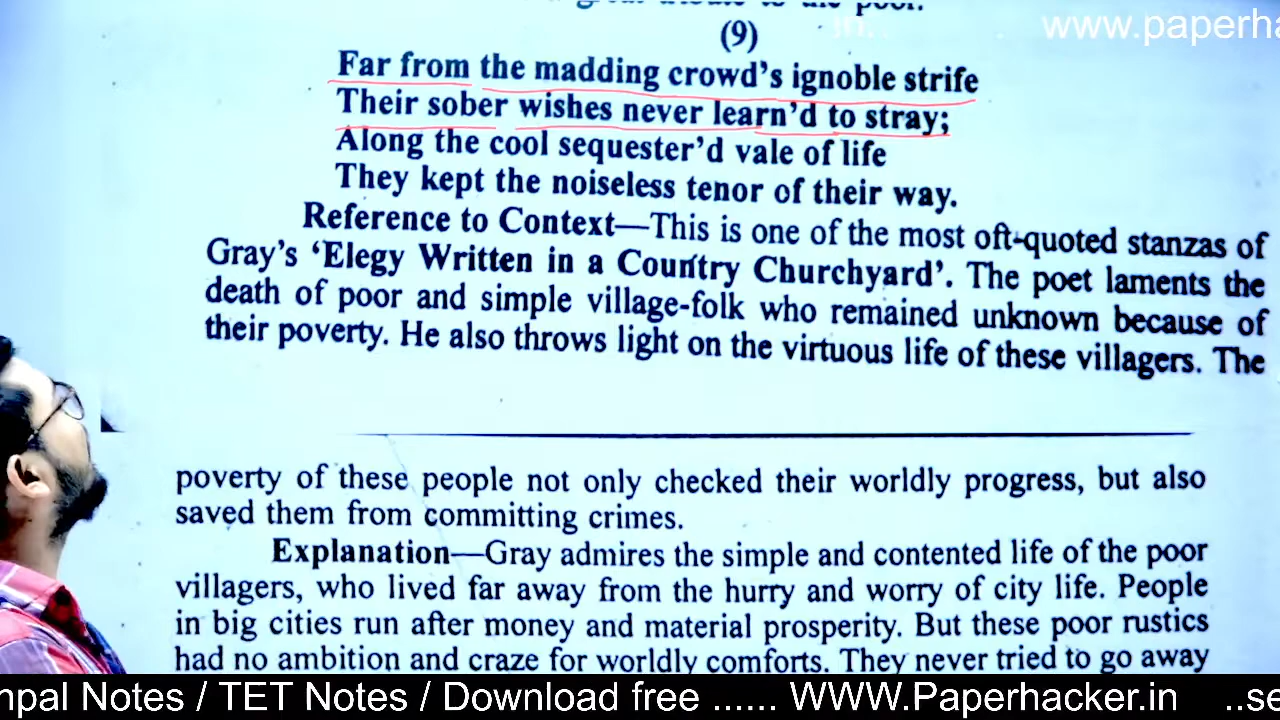 to the poor.
in..
www.paperha
(9)
Far from the madding crowd's ignoble strife
Their sober wishes never learn'd to stray;
Along the cool sequester'd vale of life
They kept the noiseless tenor of their way.
Reference to Context—This is one of the most oft-quoted stanzas of
Gray's 'Elegy Written in a Country Churchyard'. The poet laments the
death of poor and simple village-folk who remained unknown because of
their poverty. He also throws light on the virtuous life of these villagers. The
poverty of these people not only checked their worldly progress, but also
saved them from committing crimes.
Explanation—Gray admires the simple and contented life of the poor
villagers, who lived far away from the hurry and worry of city life. People
in big cities run after money and material prosperity. But these poor rustics
had no ambition and craze for worldly comforts. They never tried to go away
npal Notes / TET Notes / Download free ...... WWW.Paperhacker.in ..se